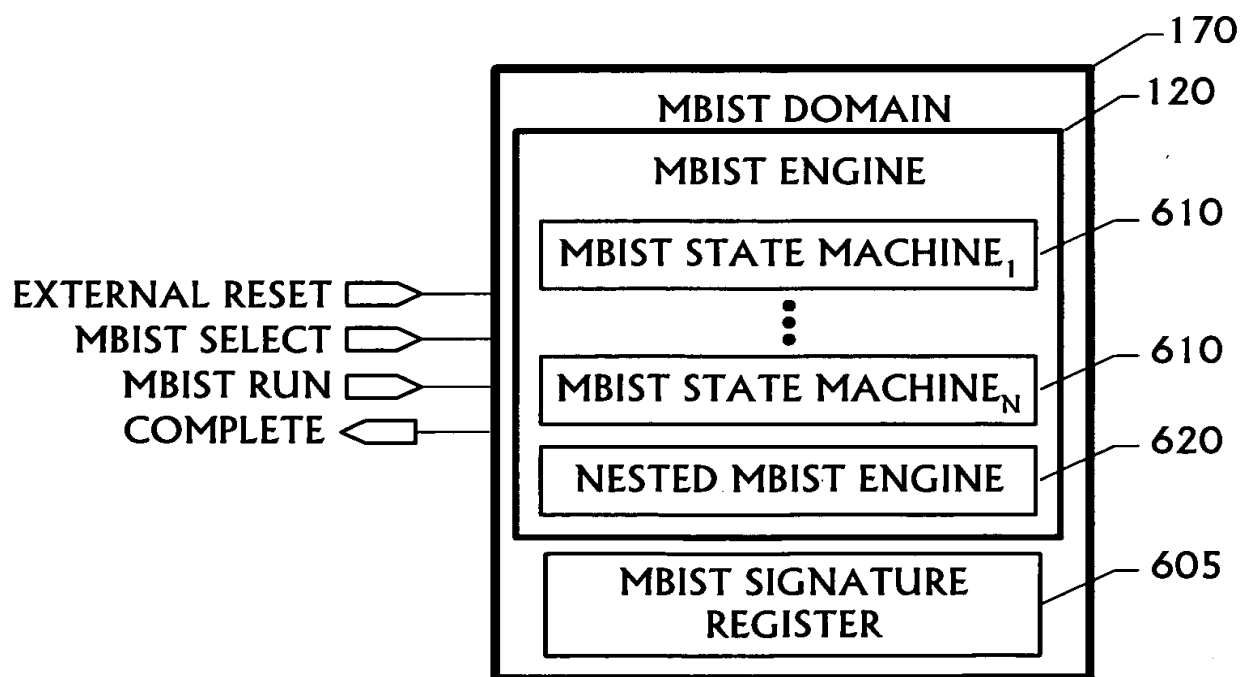 170
MBIST DOMAIN
120
MBIST ENGINE
610
MBIST STATE MACHINE₁
EXTERNAL RESET
MBIST SELECT
MBIST RUN
COMPLETE
610
MBIST STATE MACHINE_N
620
NESTED MBIST ENGINE
605
MBIST SIGNATURE
REGISTER